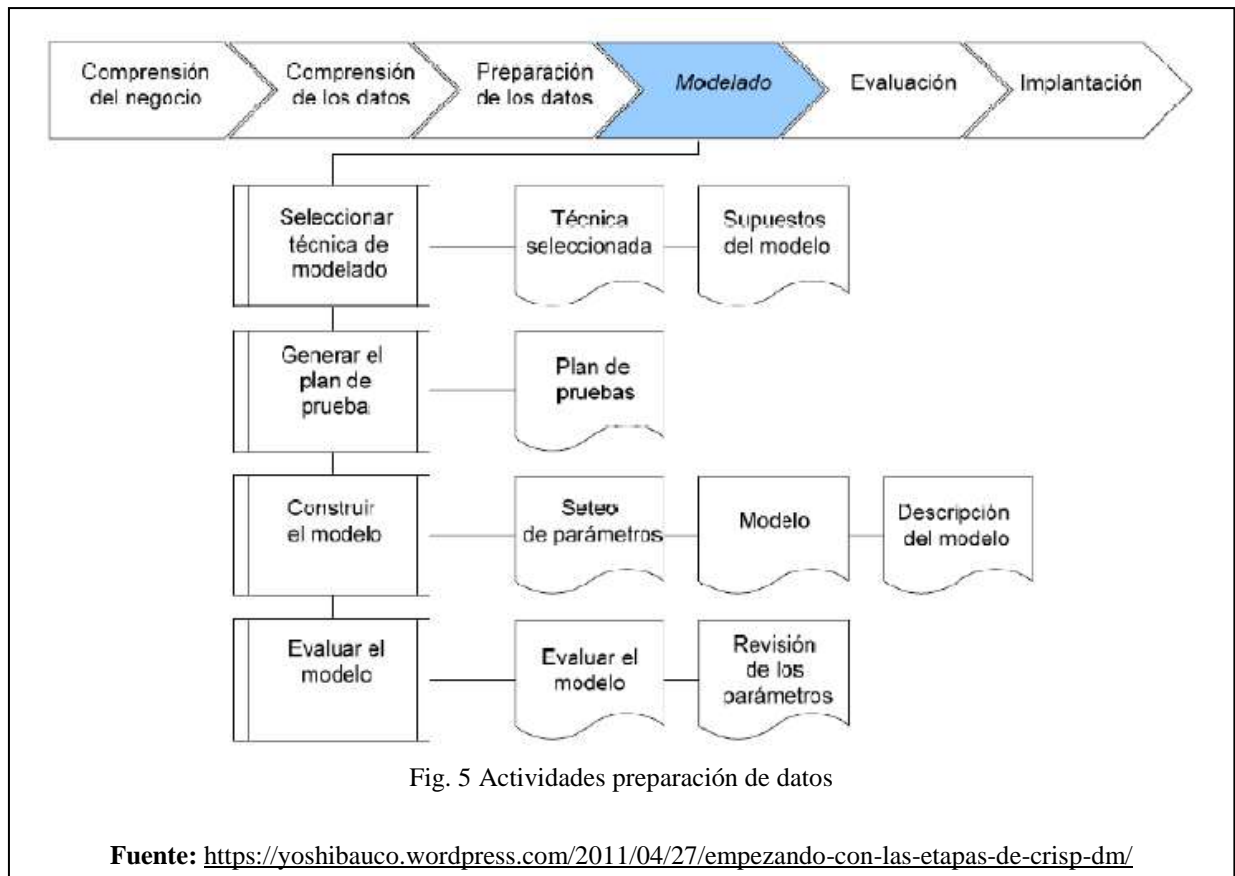 Comprensión
del negocio
Comprensión
de los datos
Preparación
de los datos
Modelado
Evaluación
Implantación
Seleccionar
técnica de
modelado
Técnica
seleccionada
Supuestos
del modelo
Generar el
plan de
prueba
Plan de
pruebas
Construir
el modelo
Seteo
de parámetros
Modelo
Descripción
del modelo
Evaluar el
modelo
Evaluar el
modelo
Revisión
de los
parámetros
Fig. 5 Actividades preparación de datos
Fuente: https://yoshibauco.wordpress.com/2011/04/27/empezando-con-las-etapas-de-crisp-dm/